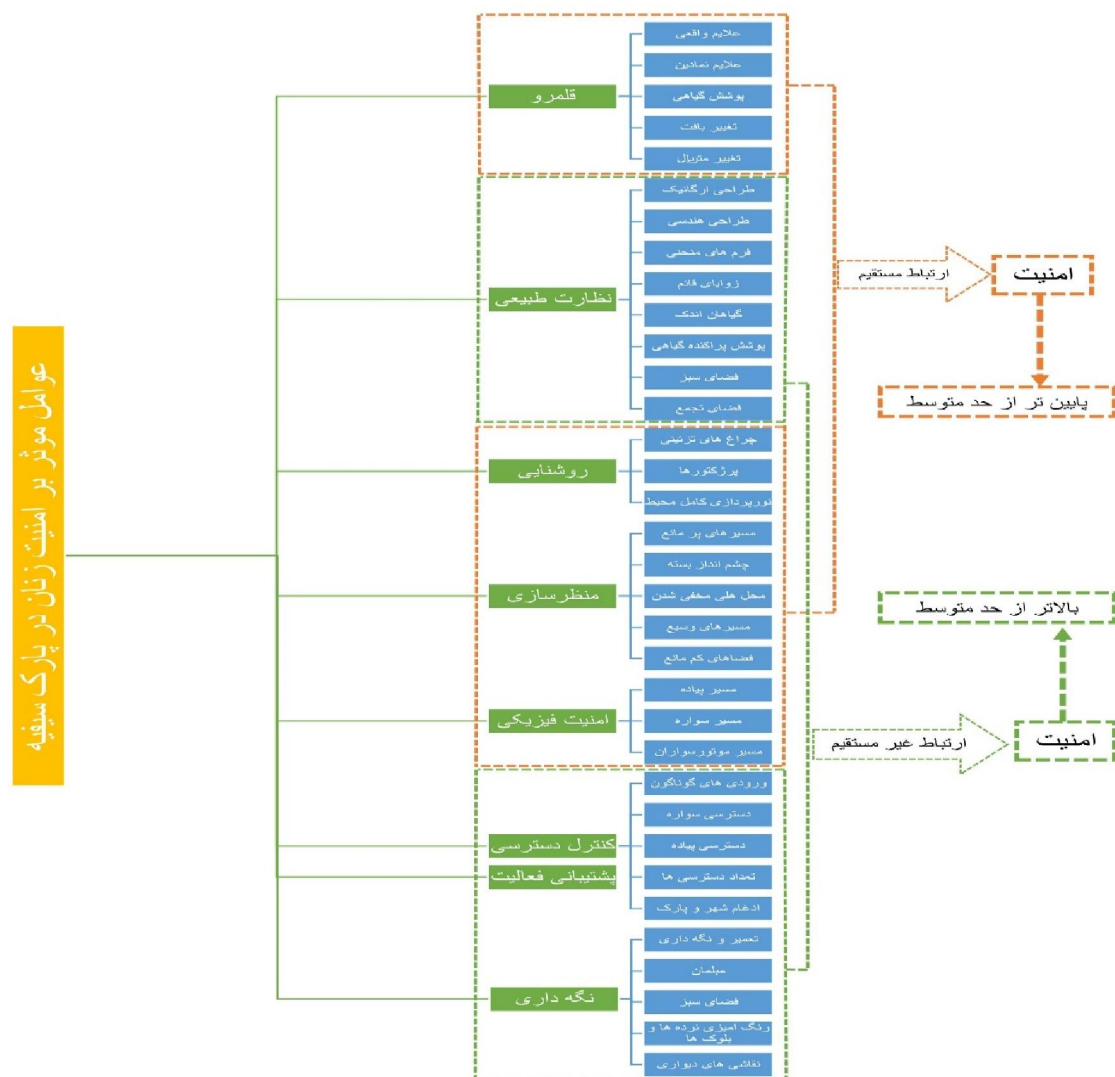 عوامل موثر بر امنیت زنان در پارک سیفیه
قلمرو
علایم واقعی
علایم نمادین
پوشش گیاهی
تغییر بافت
تغییر متریال
نظارت طبیعی
طراحی ارگانیک
طراحی هندسی
فرم های منحنی
زوایای قائم
گیاهان اندک
پوشش پراکنده گیاهی
فضای سبز
فضای تجمع
روشنایی
چراغ های تزئینی
پرژکتورها
نورپردازی کامل محیط
منظرسازی
مسیرهای پر مانع
چشم انداز بسته
محل هلی مخفی شدن
مسیرهای وسیع
فضاهای کم مانع
امنیت فیزیکی
مسیر پیاده
مسیر سواره
مسیر موتورسواران
کنترل دسترسی
پشتیبانی فعالیت
ورودی های گوناگون
دسترسی سواره
دسترسی پیاده
تعداد دسترسی ها
ادغام شهر و پارک
نگه داری
تعمیر و نگه داری
مبلمان
فضای سبز
رنگ امیزی نرده ها و
بلوک ها
نقاشی های دیواری
ارتباط مستقیم
امنیت
پایین تر از حد متوسط
ارتباط غیر مستقیم
امنیت
بالاتر از حد متوسط